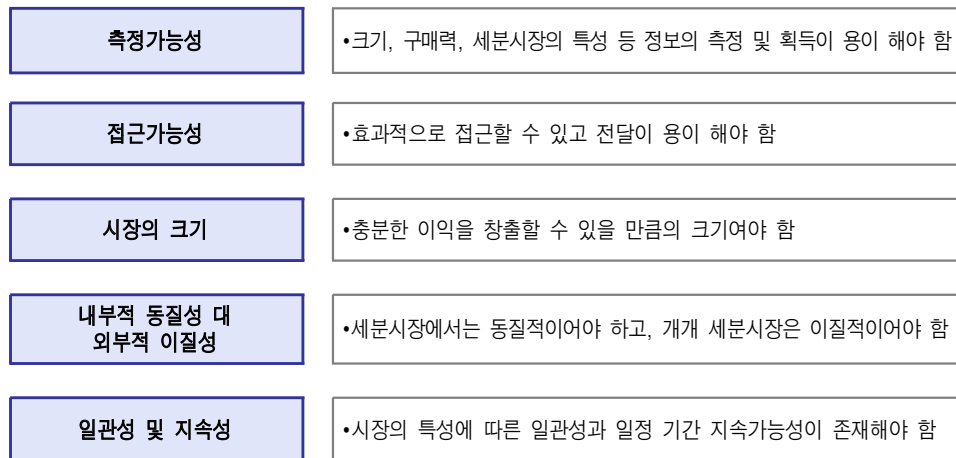 측정가능성
•크기, 구매력, 세분시장의 특성 등 정보의 측정 및 획득이 용이 해야 함
접근가능성
•효과적으로 접근할 수 있고 전달이 용이 해야 함
시장의 크기
•충분한 이익을 창출할 수 있을 만큼의 크기여야 함
내부적 동질성 대
외부적 이질성
•세분시장에서는 동질적이어야 하고, 개개 세분시장은 이질적이어야 함
일관성 및 지속성
•시장의 특성에 따른 일관성과 일정 기간 지속가능성이 존재해야 함